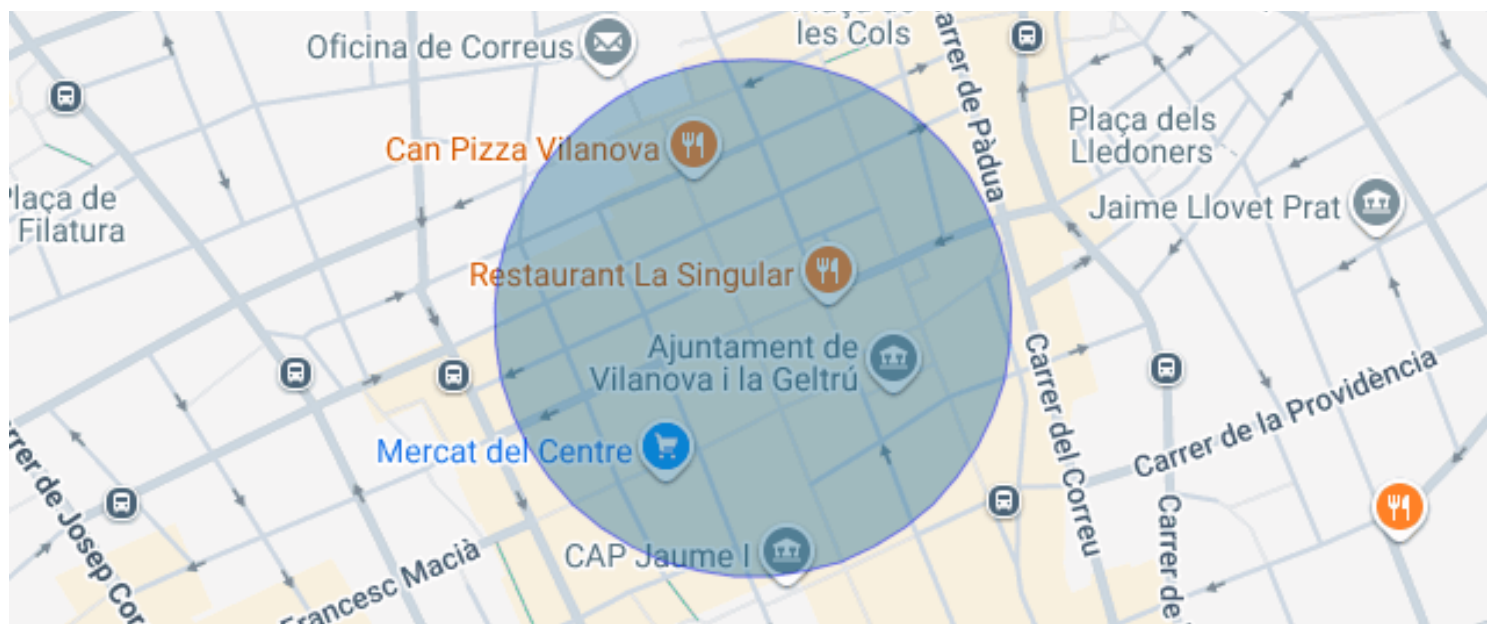 Oficina de Correus
les Cols
Can Pizza Vilanova
Carrer de Pàdua
Plaça dels
Lledoners
Plaça de
Filatura
Jaime Llovet Prat
Restaurant La Singular
Ajuntament de
Vilanova i la Geltrú
Mercat del Centre
Carrer del Correu
Carrer de la Providència
Carrer de
CAP Jaume I
Francesc Macià